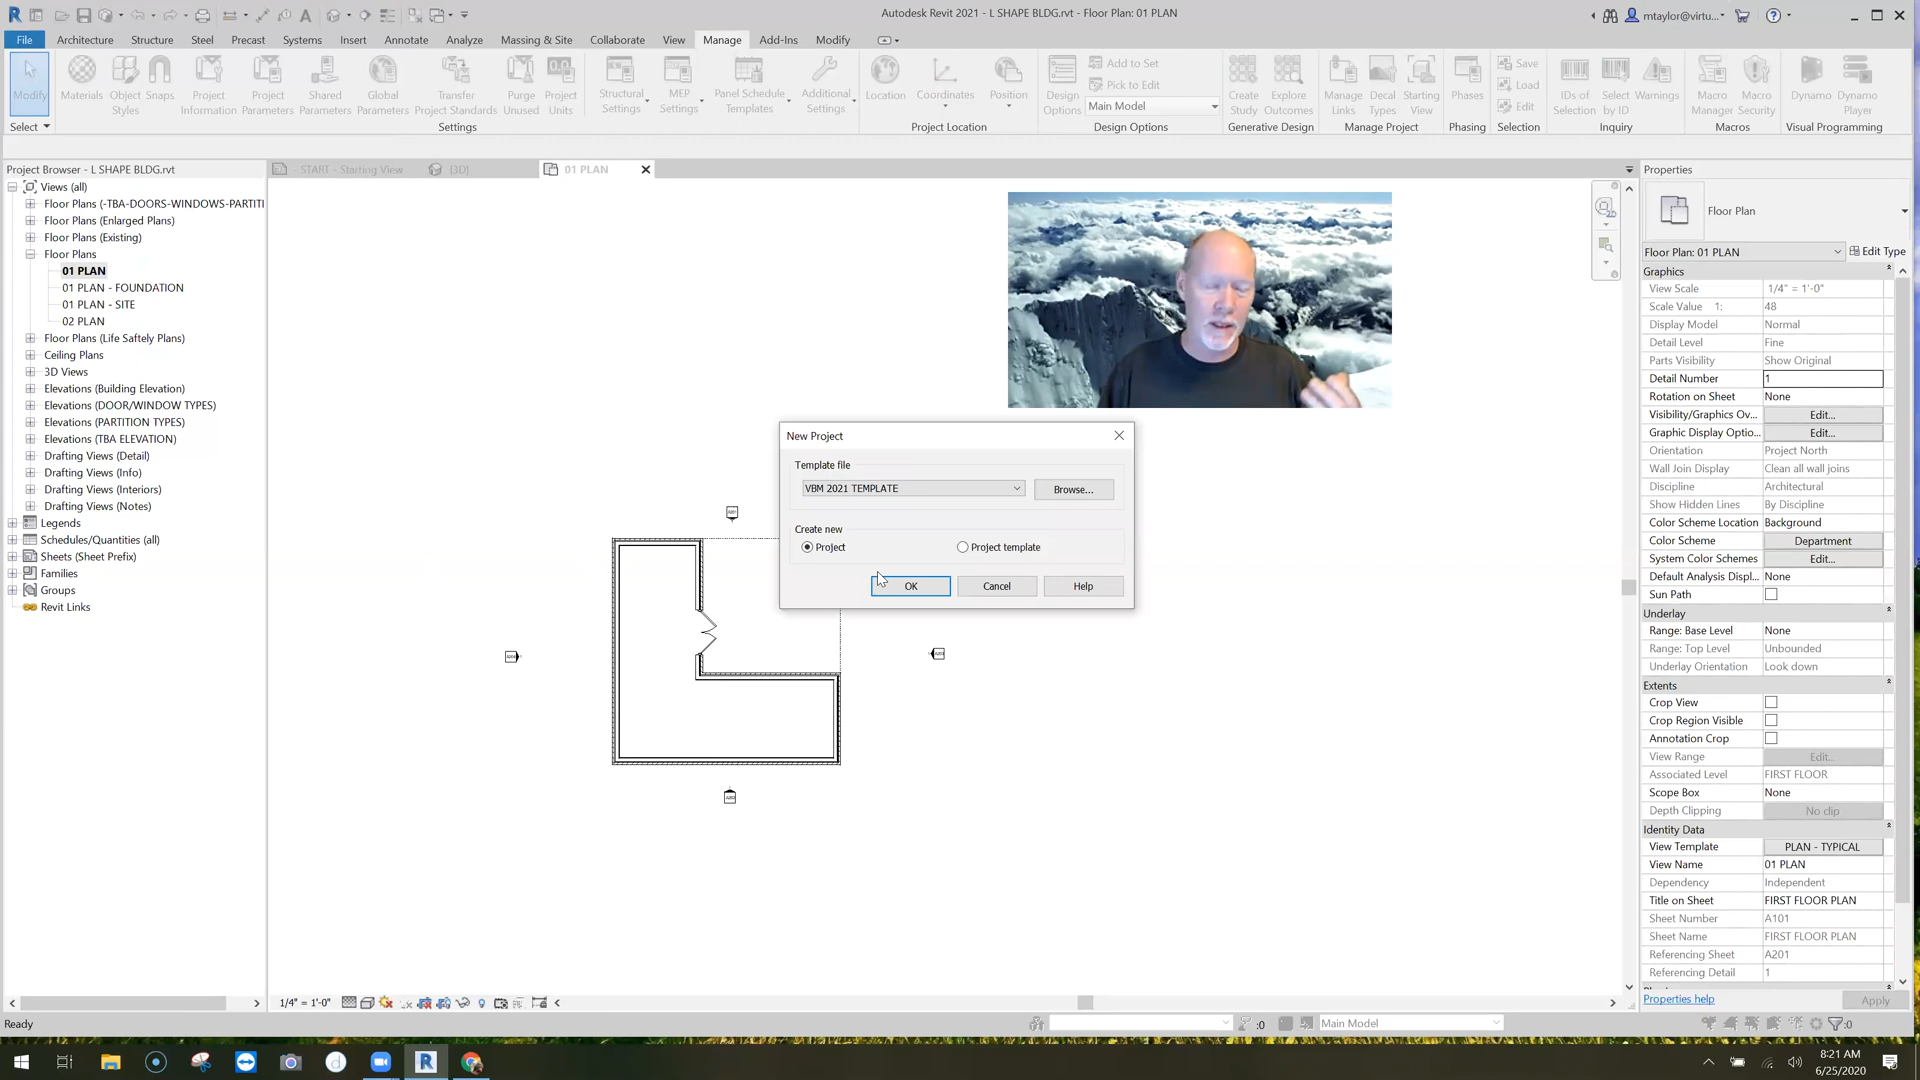 Autodesk Revit 2021 - L SHAPE BLDG.rvt - Floor Plan: 01 PLAN
mtaylor@virtu...
File Architecture Structure Steel Precast Systems Insert Annotate Analyze Massing & Site Collaborate View Manage Add-Ins Modify
Modify
Materials
Object Styles
Snaps
Project Information
Project Parameters
Shared Parameters
Global Parameters
Transfer Project Standards
Purge Unused
Project Units
Structural Settings
MEP Settings
Panel Schedule Templates
Additional Settings
Location
Coordinates
Position
Design Options
Add to Set
Pick to Edit
Main Model
Create Study
Explore Outcomes
Manage Links
Decal Types
Starting View
Phases
Save
Load
Edit
IDs of Selection
Select by ID
Warnings
Macro Manager
Macro Security
Dynamo
Dynamo Player
Select Settings Project Location Design Options Generative Design Manage Project Phasing Selection Inquiry Macros Visual Programming
Project Browser - L SHAPE BLDG.rvt
- START - Starting View
{3D}
01 PLAN
Properties
Views (all)
Floor Plans (-TBA-DOORS-WINDOWS-PARTITI
Floor Plans (Enlarged Plans)
Floor Plans (Existing)
Floor Plans
01 PLAN
01 PLAN - FOUNDATION
01 PLAN - SITE
02 PLAN
Floor Plans (Life Saftely Plans)
Ceiling Plans
3D Views
Elevations (Building Elevation)
Elevations (DOOR/WINDOW TYPES)
Elevations (PARTITION TYPES)
Elevations (TBA ELEVATION)
Drafting Views (Detail)
Drafting Views (Info)
Drafting Views (Interiors)
Drafting Views (Notes)
Legends
Schedules/Quantities (all)
Sheets (Sheet Prefix)
Families
Groups
Revit Links
New Project
Template file
VBM 2021 TEMPLATE
Browse...
Create new
Project
Project template
OK
Cancel
Help
Floor Plan
Floor Plan: 01 PLAN
Edit Type
Graphics
View Scale 1/4" = 1'-0"
Scale Value 1: 48
Display Model Normal
Detail Level Fine
Parts Visibility Show Original
Detail Number 1
Rotation on Sheet None
Visibility/Graphics Ov... Edit...
Graphic Display Optio... Edit...
Orientation Project North
Wall Join Display Clean all wall joins
Discipline Architectural
Show Hidden Lines By Discipline
Color Scheme Location Background
Color Scheme Department
System Color Schemes Edit...
Default Analysis Displ... None
Sun Path
Underlay
Range: Base Level None
Range: Top Level Unbounded
Underlay Orientation Look down
Extents
Crop View
Crop Region Visible
Annotation Crop
View Range Edit...
Associated Level FIRST FLOOR
Scope Box None
Depth Clipping No clip
Identity Data
View Template PLAN - TYPICAL
View Name 01 PLAN
Dependency Independent
Title on Sheet FIRST FLOOR PLAN
Sheet Number A101
Sheet Name FIRST FLOOR PLAN
Referencing Sheet A201
Referencing Detail 1
Properties help
Apply
1/4" = 1'-0"
Ready
:0
Main Model
:0
8:21 AM
6/25/2020